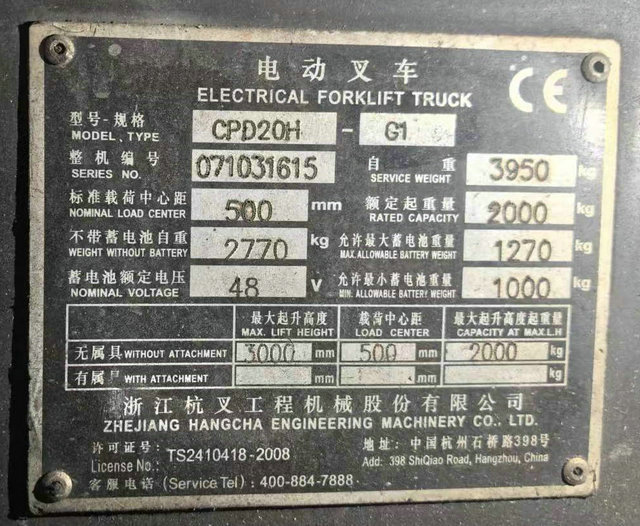 电动叉车
CE
ELECTRICAL FORKLIFT TRUCK
型号-规格
MODEL, TYPE CPD20H - G1
整机编号 自重
SERIES NO. 071031615 SERVICE WEIGHT 3950 kg
标准载荷中心距 额定起重量
NOMINAL LOAD CENTER 500 mm RATED CAPACITY 2000 kg
不带蓄电池自重 允许最大蓄电池重量
WEIGHT WITHOUT BATTERY 2770 kg MAX. ALLOWABLE BATTERY WEIGHT 1270 kg
蓄电池额定电压 允许最小蓄电池重量
NOMINAL VOLTAGE 48 V MIN. ALLOWABLE BATTERY WEIGHT 1000 kg
最大起升高度 载荷中心距 最大起升高度起重量
MAX. LIFT HEIGHT LOAD CENTER CAPACITY AT MAX.L.H
无属具 WITHOUT ATTACHMENT 3000 mm 500 mm 2000 kg
有属具 WITH ATTACHMENT mm mm kg
浙江杭叉工程机械股份有限公司
ZHEJIANG HANGCHA ENGINEERING MACHINERY CO., LTD.
许可证号: 地址: 中国杭州石桥路398号
License No.: TS2410418-2008 Add: 398 ShiQiao Road, Hangzhou, China
客服电话 (Service Tel) : 400-884-7888